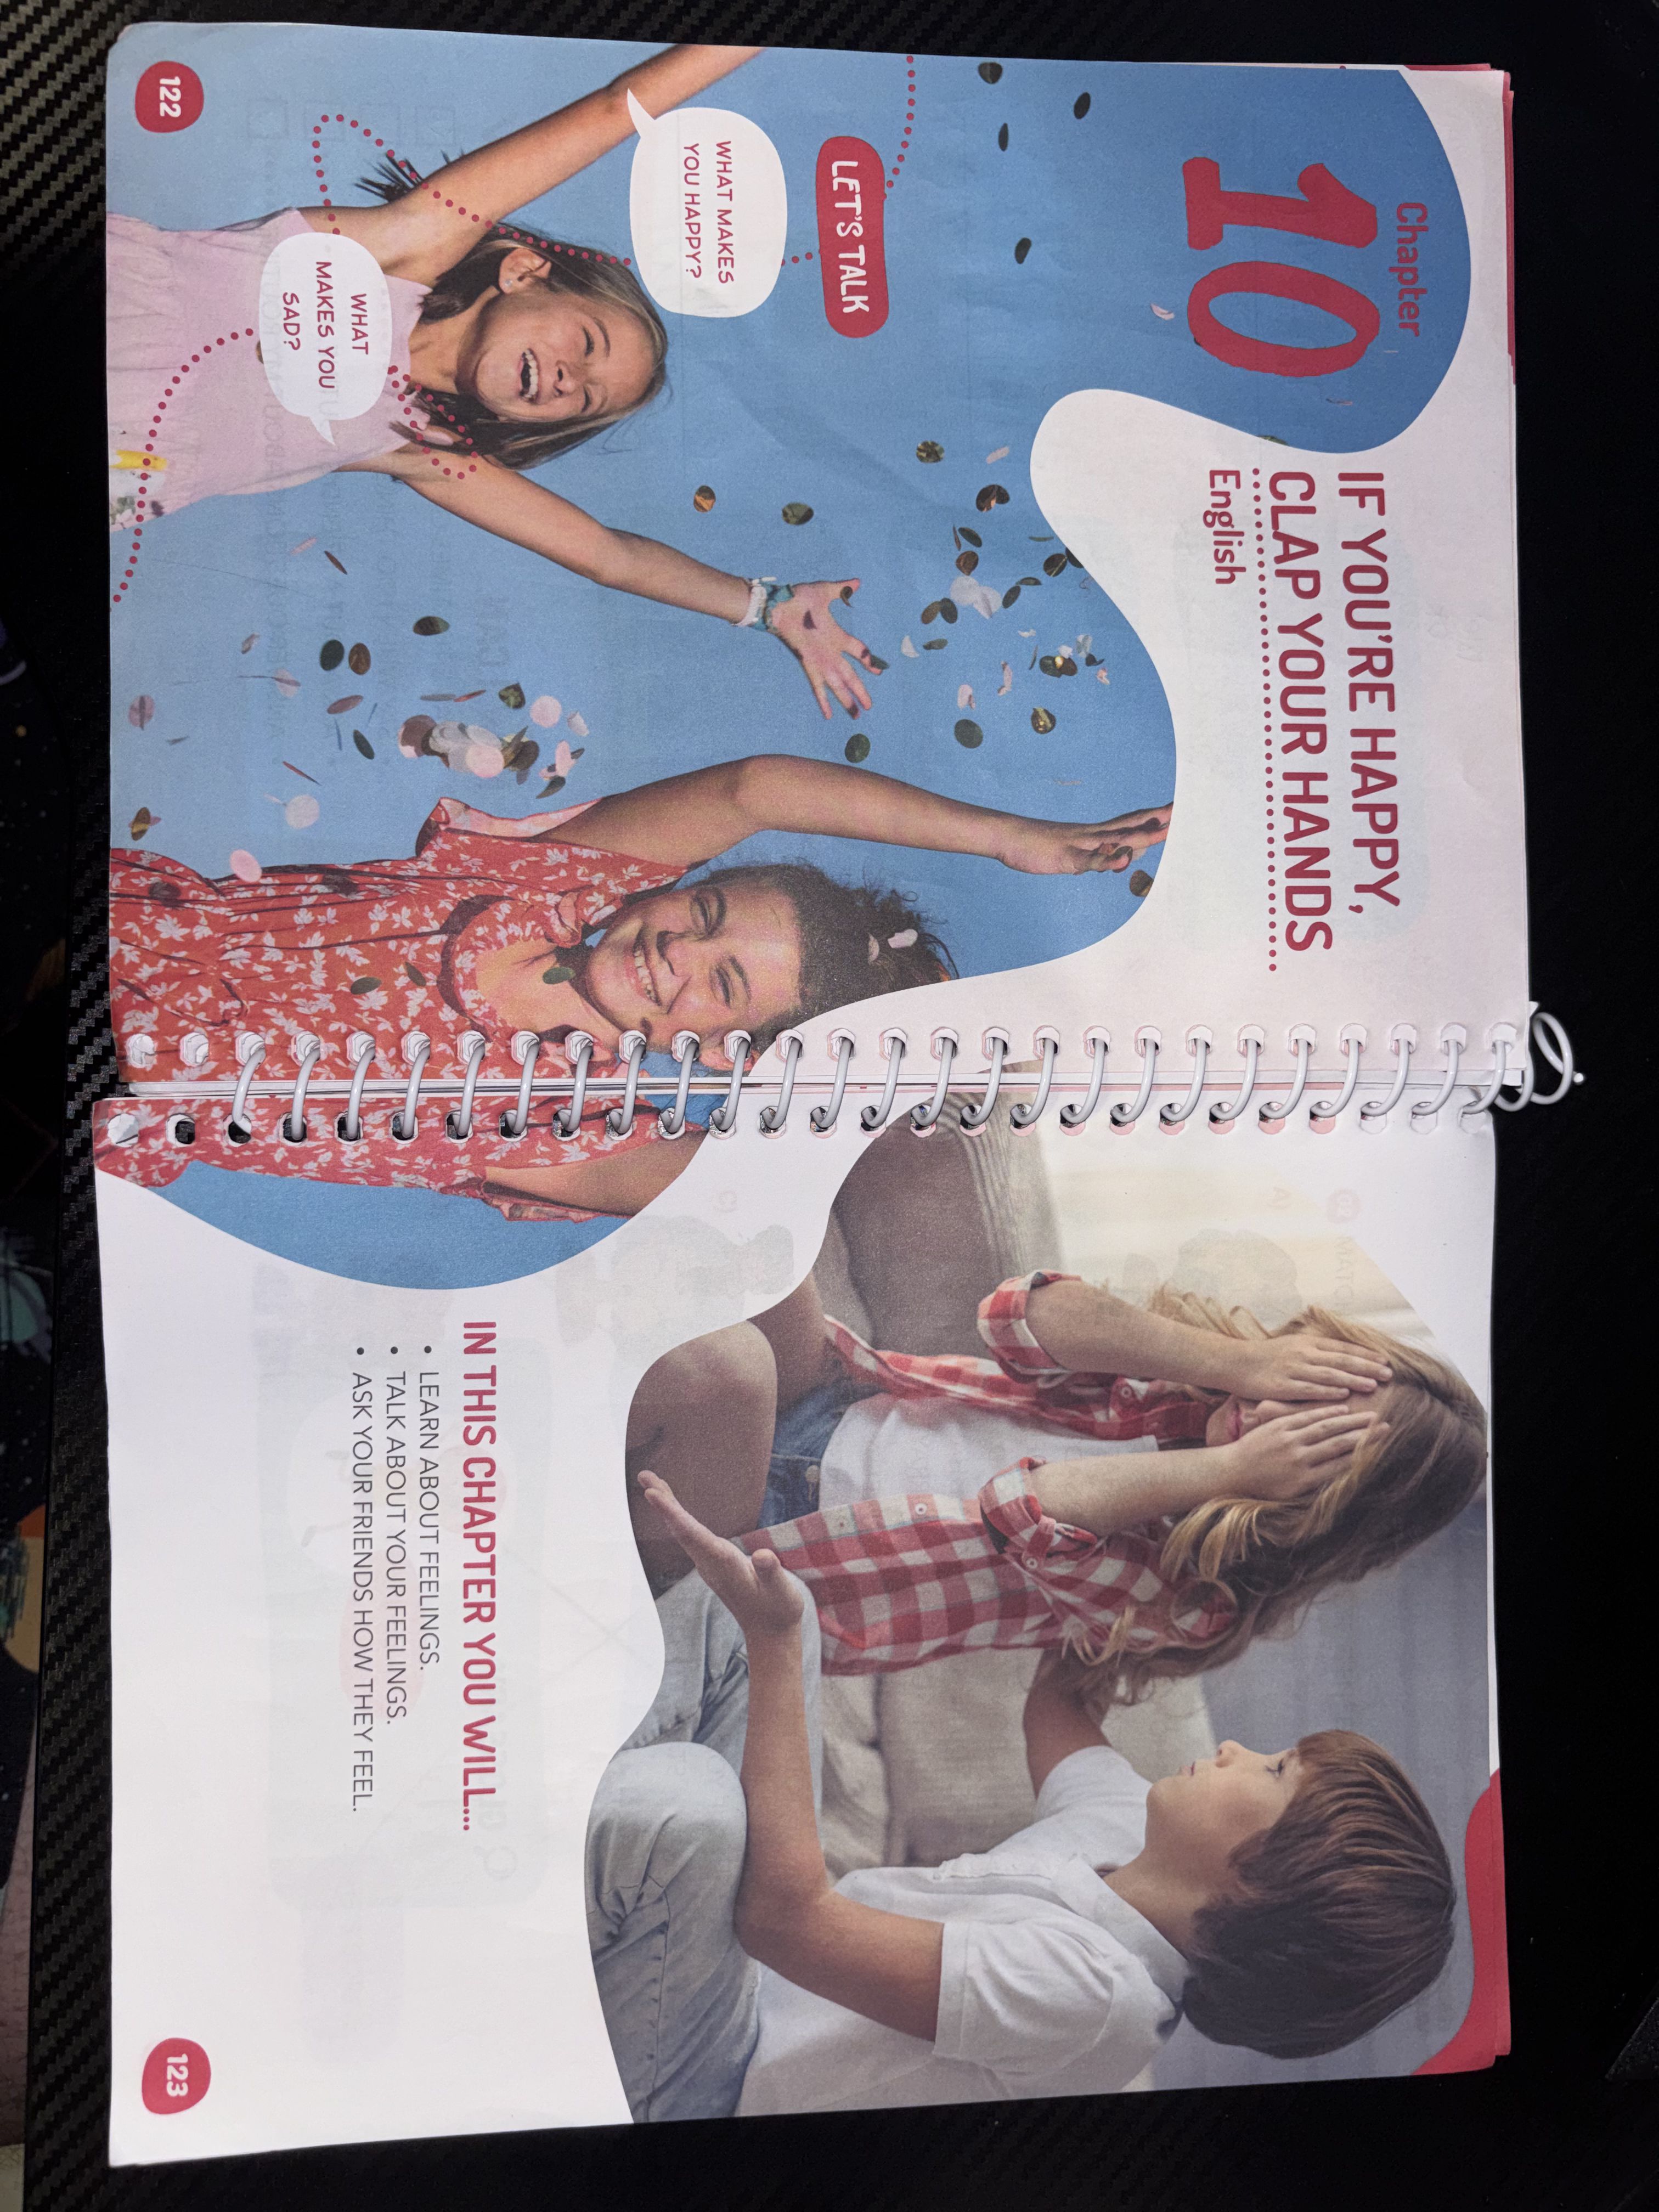 Chapter
10
IF YOU'RE HAPPY,
CLAP YOUR HANDS
English
LET'S TALK
WHAT MAKES
YOU HAPPY?
WHAT
MAKES YOU
SAD?
122
IN THIS CHAPTER YOU WILL...
• LEARN ABOUT FEELINGS.
• TALK ABOUT YOUR FEELINGS.
• ASK YOUR FRIENDS HOW THEY FEEL.
123